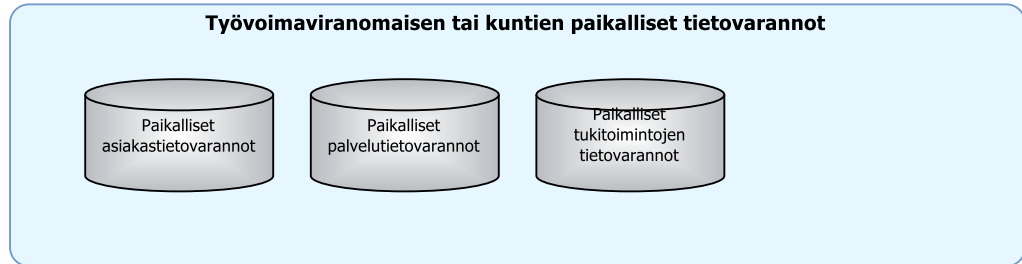 Työvoimaviranomaisen tai kuntien paikalliset tietovarannot
Paikalliset
asiakastietovarannot
Paikalliset
palvelutietovarannot
Paikalliset
tukitoimintojen
tietovarannot